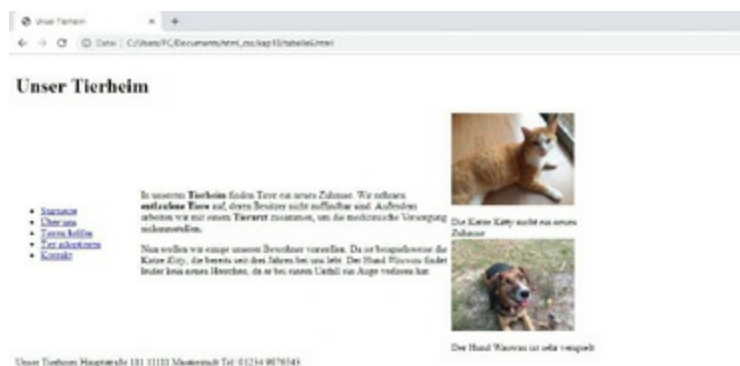 Unser Tierheim
Datei | C:/Users/PC/Documents/html_css/kap10/tabelle6.html
Unser Tierheim
Startseite
Über uns
Tieren helfen
Tier adoptieren
Kontakt
In unserem Tierheim finden Tiere ein neues Zuhause. Wir nehmen
entlaufene Tiere auf, deren Besitzer nicht auffindbar sind. Außerdem
arbeiten wir mit einem Tierarzt zusammen, um die medizinische Versorgung
sicherzustellen.
Nun wollen wir einige unserer Bewohner vorstellen. Da ist beispielsweise die
Katze Kitty, die bereits seit drei Jahren bei uns lebt. Der Hund Wauwau findet
leider kein neues Herrchen, da er bei einem Unfall ein Auge verloren hat.
Die Katze Kitty sucht ein neues
Zuhause
Der Hund Wauwau ist sehr verspielt
Unser Tierheim Hauptstraße 111 11111 Musterstadt Tel: 01234 9876543